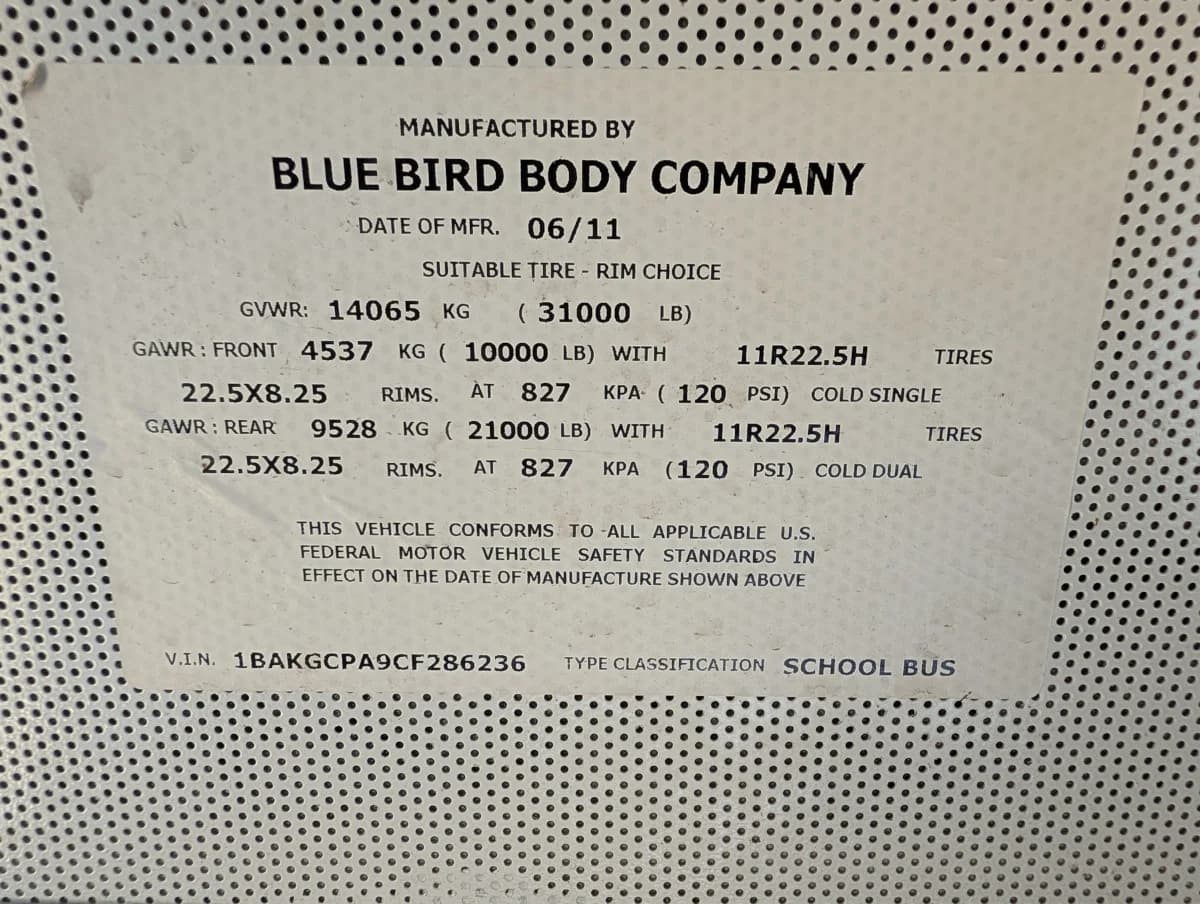 MANUFACTURED BY
BLUE BIRD BODY COMPANY
DATE OF MFR. 06/11
SUITABLE TIRE - RIM CHOICE
GVWR: 14065 KG ( 31000 LB)
GAWR : FRONT 4537 KG ( 10000 LB) WITH 11R22.5H TIRES
22.5X8.25 RIMS. AT 827 KPA ( 120 PSI) COLD SINGLE
GAWR : REAR 9528 KG ( 21000 LB) WITH 11R22.5H TIRES
22.5X8.25 RIMS. AT 827 KPA (120 PSI) COLD DUAL
THIS VEHICLE CONFORMS TO ALL APPLICABLE U.S.
FEDERAL MOTOR VEHICLE SAFETY STANDARDS IN
EFFECT ON THE DATE OF MANUFACTURE SHOWN ABOVE
V.I.N. 1BAKGCPA9CF286236 TYPE CLASSIFICATION SCHOOL BUS